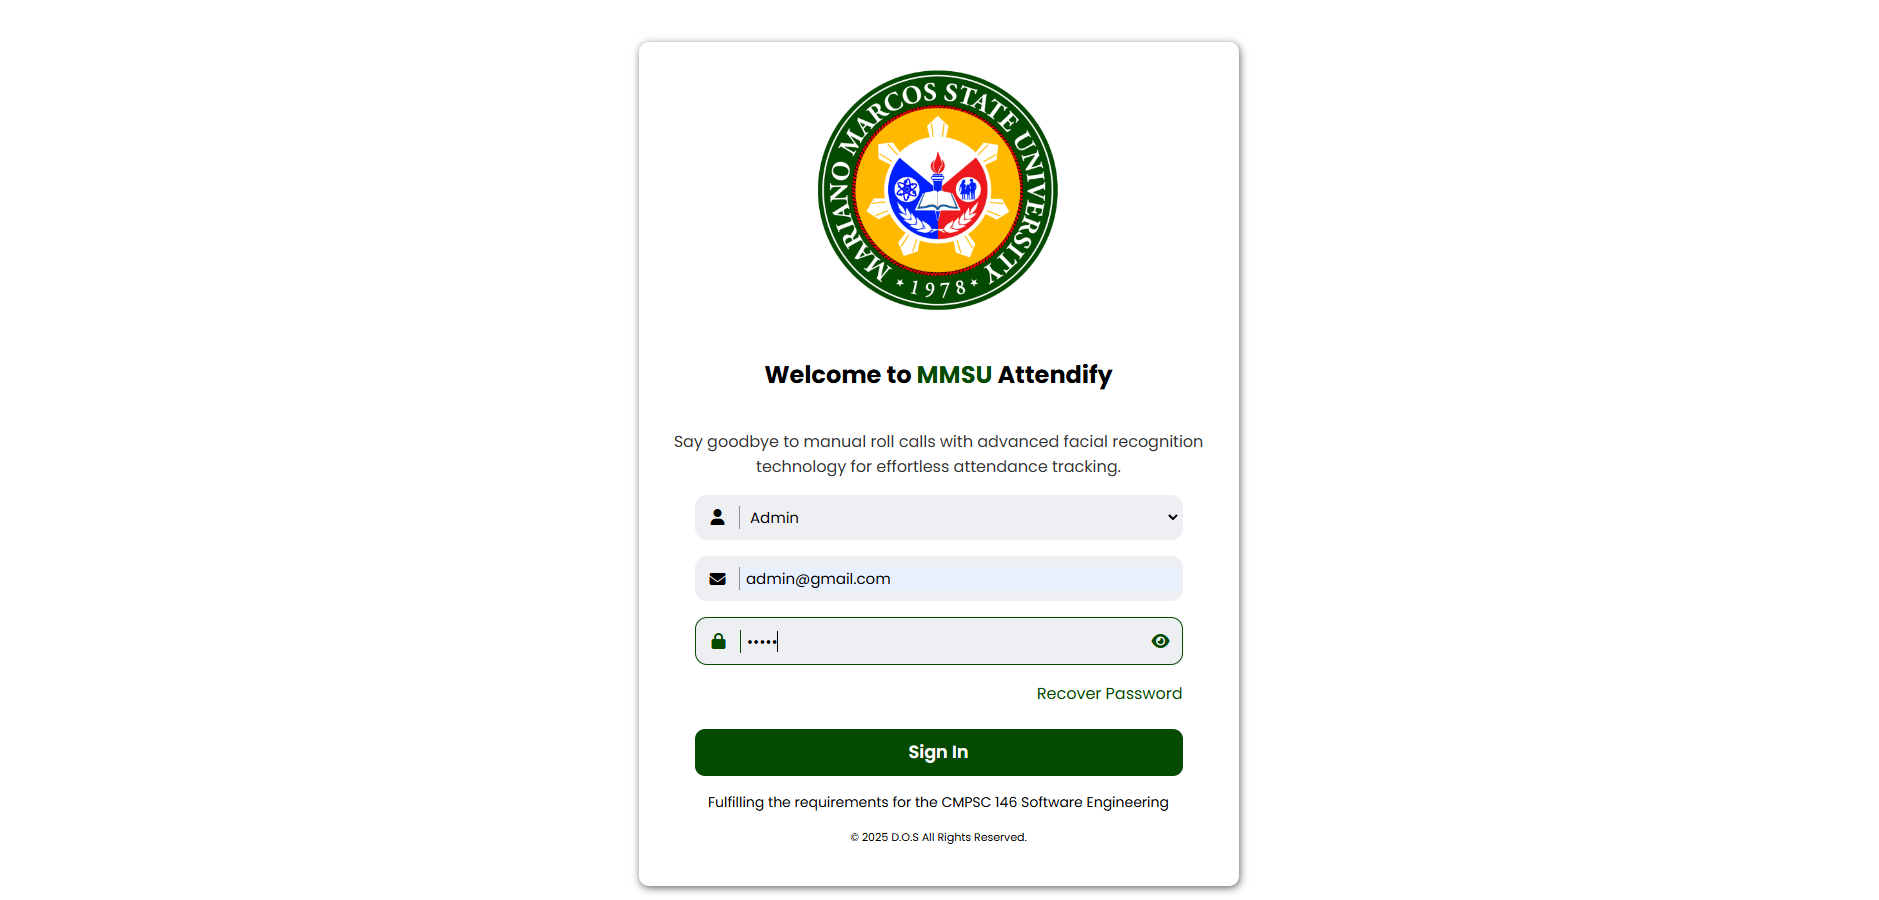 MARIANO MARCOS STATE UNIVERSITY
1978
Welcome to MMSU Attendify
Say goodbye to manual roll calls with advanced facial recognition
technology for effortless attendance tracking.
Admin
admin@gmail.com
•••••
Recover Password
Sign In
Fulfilling the requirements for the CMPSC 146 Software Engineering
© 2025 D.O.S All Rights Reserved.